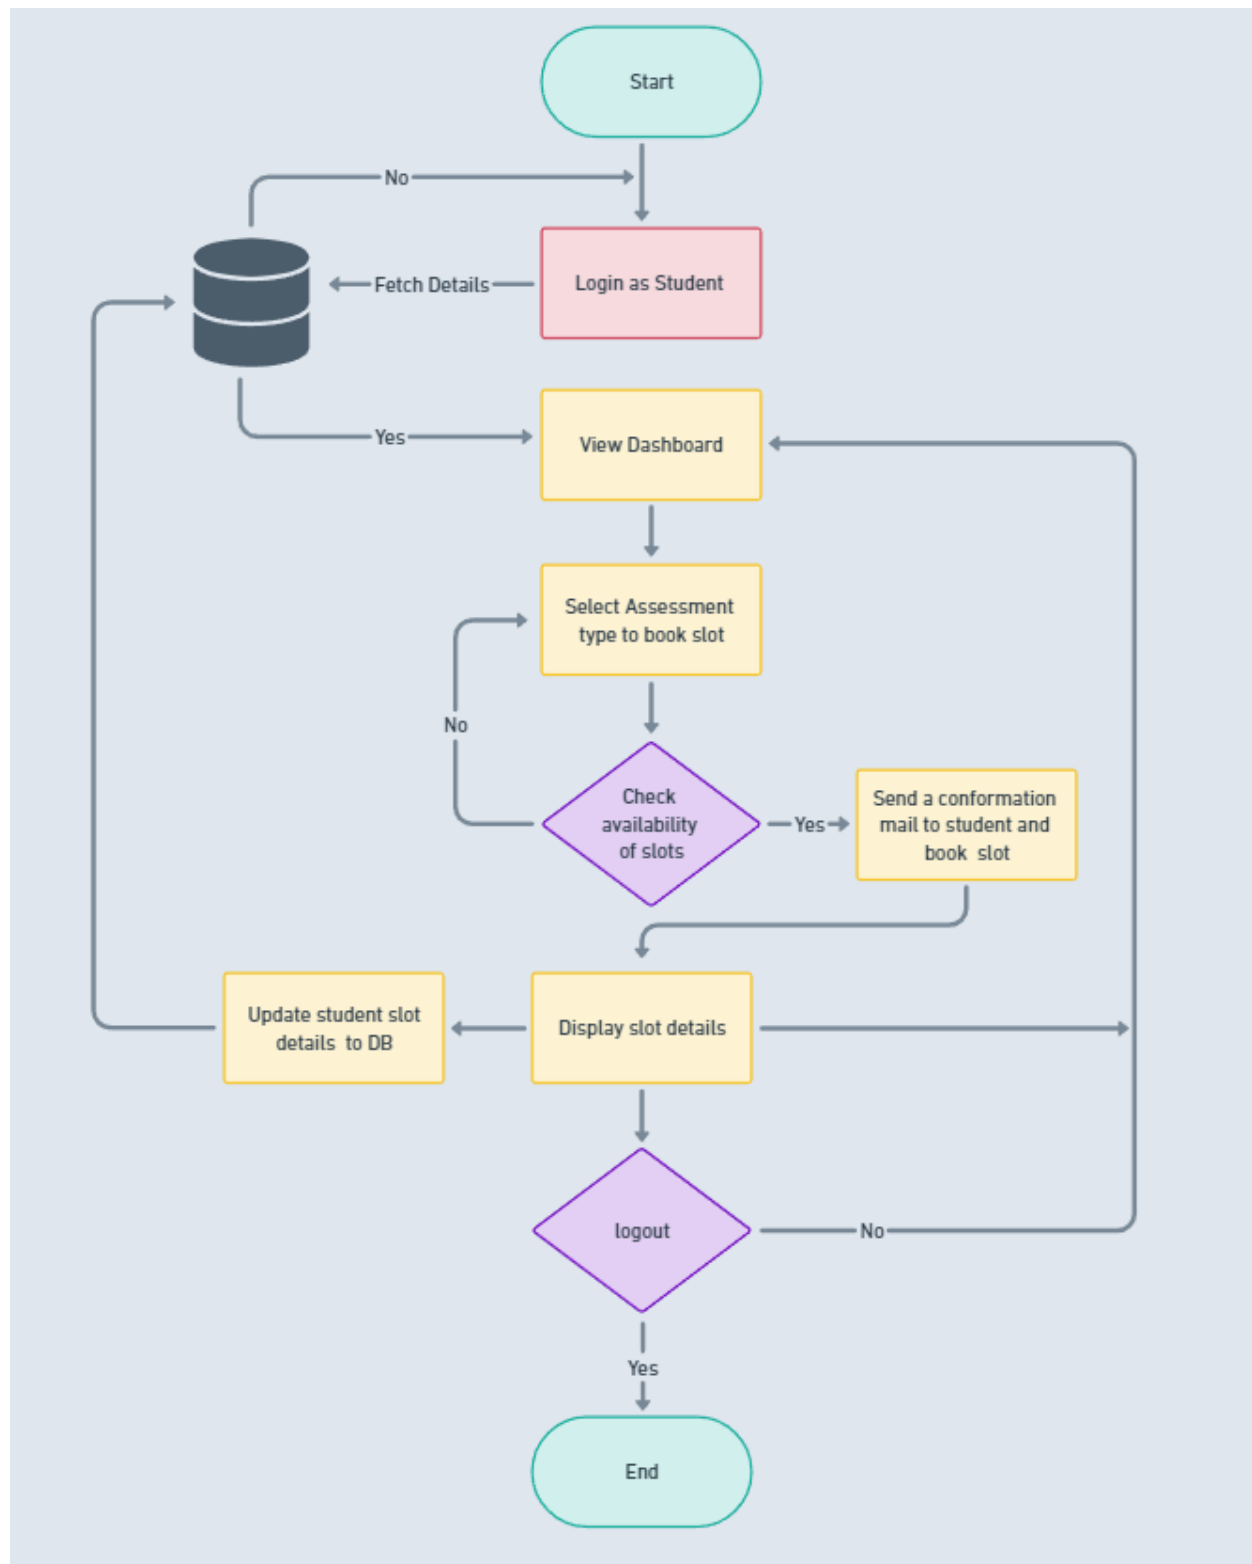 Start
No
Fetch Details
Login as Student
Yes
View Dashboard
Select Assessment
type to book slot
No
Check
availability
of slots
Yes
Send a conformation
mail to student and
book slot
Update student slot
details to DB
Display slot details
logout
No
Yes
End